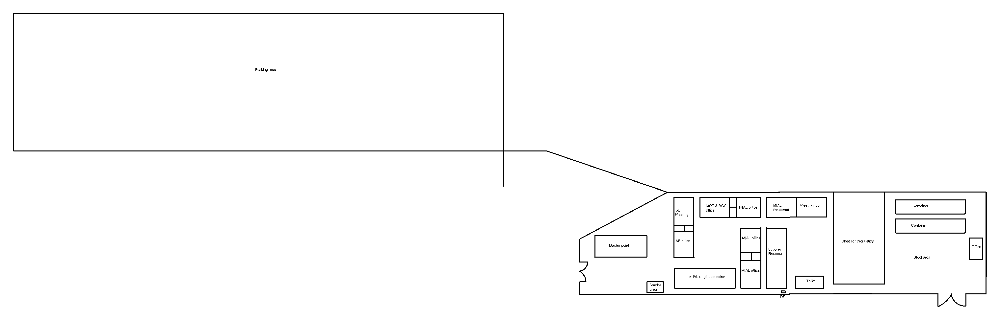 Parking area
SE
Meeting
MOE & BGC
office
MIAL office
MIAL
Resturant
Meeting room
Container
Container
Master point
SE office
MIAL office
Laborer
Resturant
Shed for Work shop
Office
Steel area
MIAL office
MIAL engineers office
Toilet
Smoke
area
DB